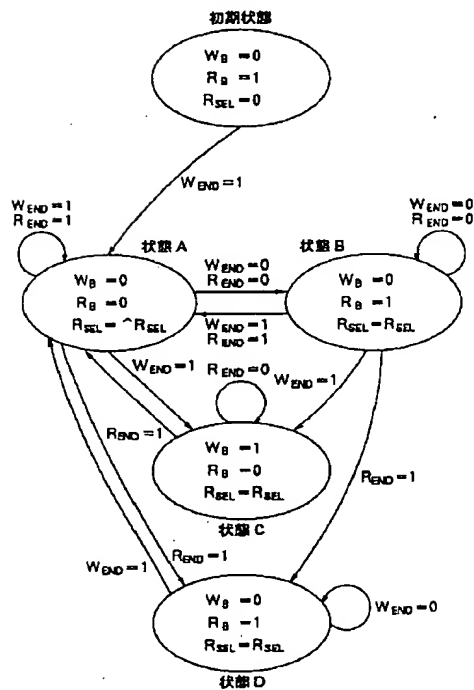 初期状態
W_B=0
R_B=1
R_SEL=0
W_END=1
W_END=1
R_END=1
状態A
W_B=0
R_B=0
R_SEL=^R_SEL
W_END=0
R_END=0
W_END=1
R_END=1
状態B
W_B=0
R_B=1
R_SEL=R_SEL
W_END=0
R_END=0
W_END=1
R_END=0
W_END=1
R_END=1
W_B=1
R_B=0
R_SEL=R_SEL
状態C
R_END=1
W_END=1
R_END=1
W_B=0
R_B=1
R_SEL=R_SEL
状態D
W_END=0